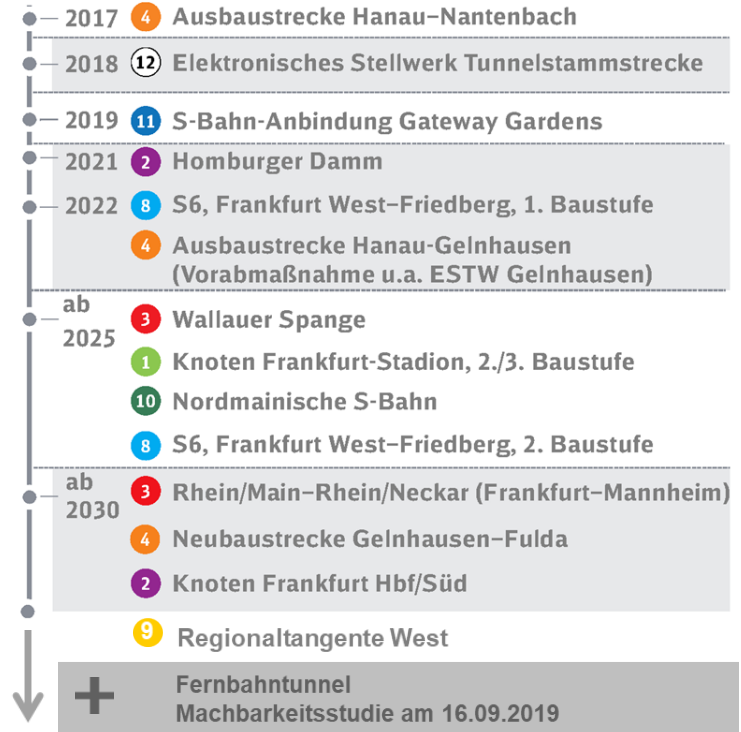 2017 4 Ausbaustrecke Hanau–Nantenbach
2018 12 Elektronisches Stellwerk Tunnelstammstrecke
2019 11 S-Bahn-Anbindung Gateway Gardens
2021 2 Homburger Damm
2022 8 S6, Frankfurt West–Friedberg, 1. Baustufe
4 Ausbaustrecke Hanau-Gelnhausen
(Vorabmaßnahme u.a. ESTW Gelnhausen)
ab
2025
3 Wallauer Spange
1 Knoten Frankfurt-Stadion, 2./3. Baustufe
10 Nordmainische S-Bahn
8 S6, Frankfurt West–Friedberg, 2. Baustufe
ab
2030
3 Rhein/Main–Rhein/Neckar (Frankfurt–Mannheim)
4 Neubaustrecke Gelnhausen–Fulda
2 Knoten Frankfurt Hbf/Süd
9 Regionaltangente West
+ Fernbahntunnel
Machbarkeitsstudie am 16.09.2019